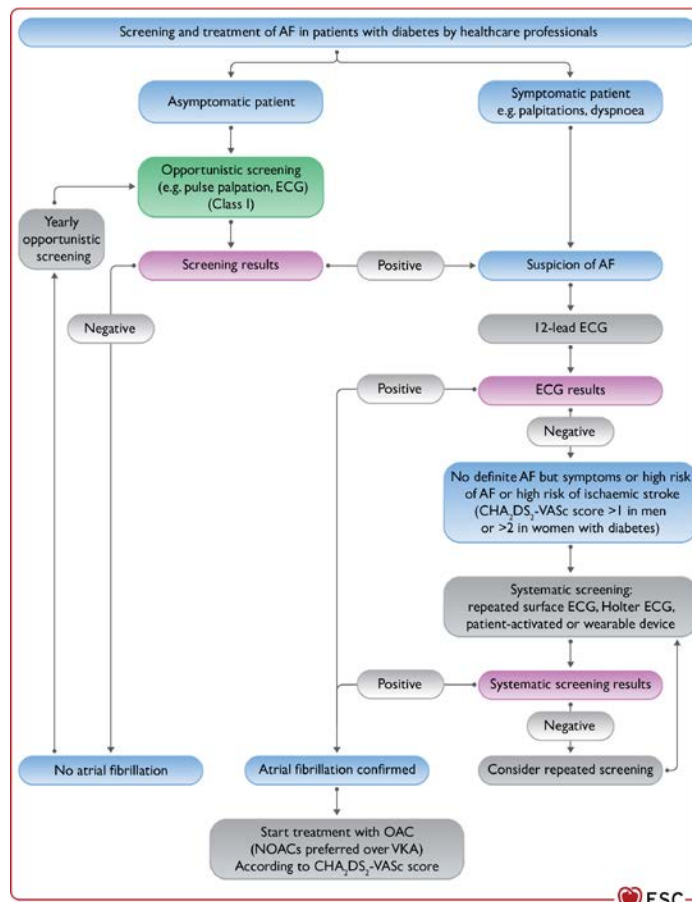 Screening and treatment of AF in patients with diabetes by healthcare professionals
Asymptomatic patient
Symptomatic patient
e.g. palpitations, dyspnoea
Opportunistic screening
(e.g. pulse palpation, ECG)
(Class I)
Yearly
opportunistic
screening
Screening results
Positive
Suspicion of AF
Negative
12-lead ECG
Positive
ECG results
Negative
No definite AF but symptoms or high risk
of AF or high risk of ischaemic stroke
(CHA₂DS₂-VASc score >1 in men
or >2 in women with diabetes)
Systematic screening:
repeated surface ECG, Holter ECG,
patient-activated or wearable device
Positive
Systematic screening results
Negative
No atrial fibrillation
Atrial fibrillation confirmed
Consider repeated screening
Start treatment with OAC
(NOACs preferred over VKA)
According to CHA₂DS₂-VASc score
ESC